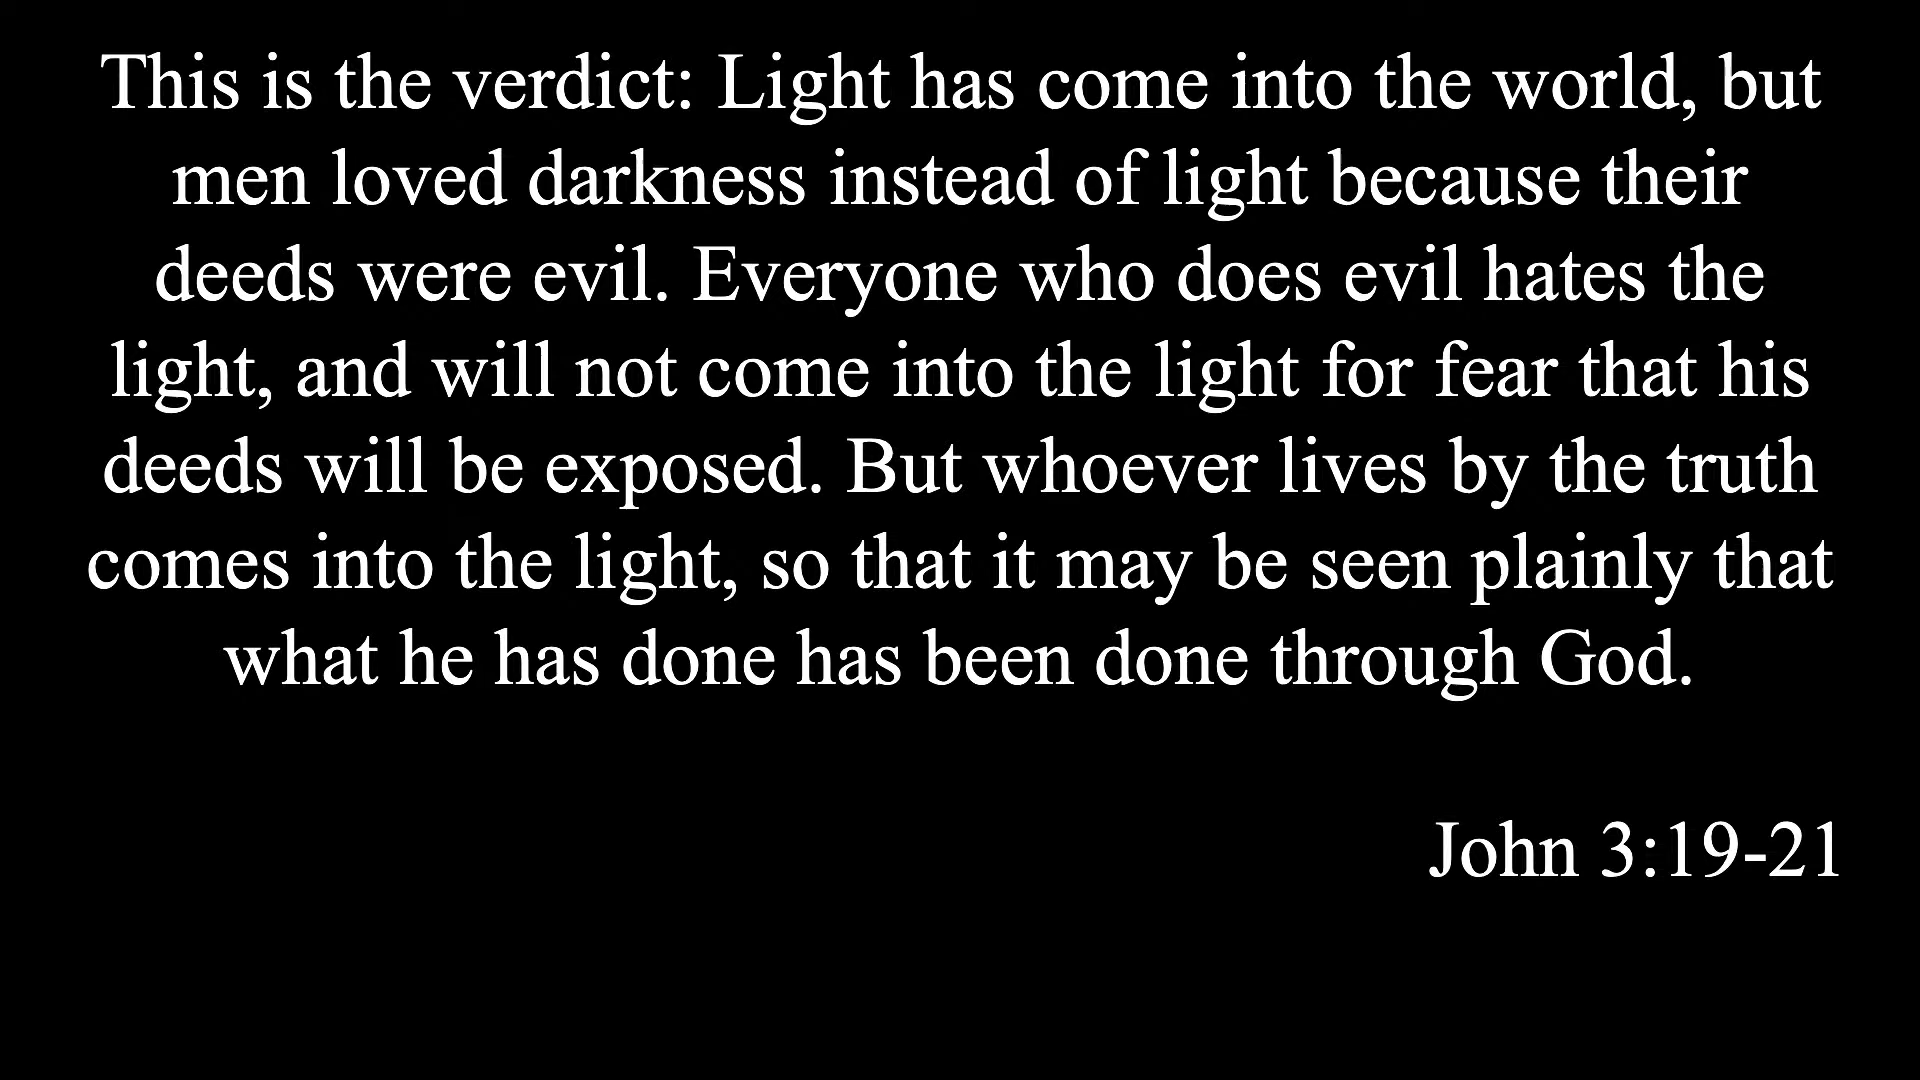 This is the verdict: Light has come into the world, but
men loved darkness instead of light because their
deeds were evil. Everyone who does evil hates the
light, and will not come into the light for fear that his
deeds will be exposed. But whoever lives by the truth
comes into the light, so that it may be seen plainly that
what he has done has been done through God.
John 3:19-21